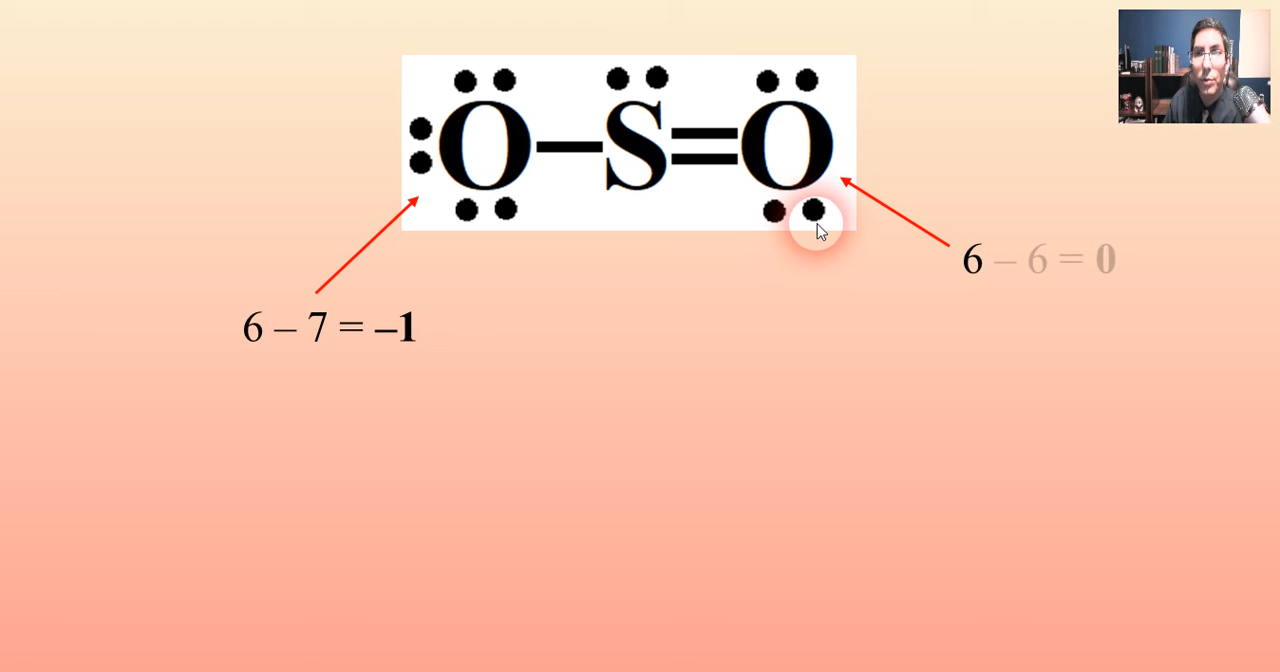 O–S=O
6 – 6 = 0
6 – 7 = –1